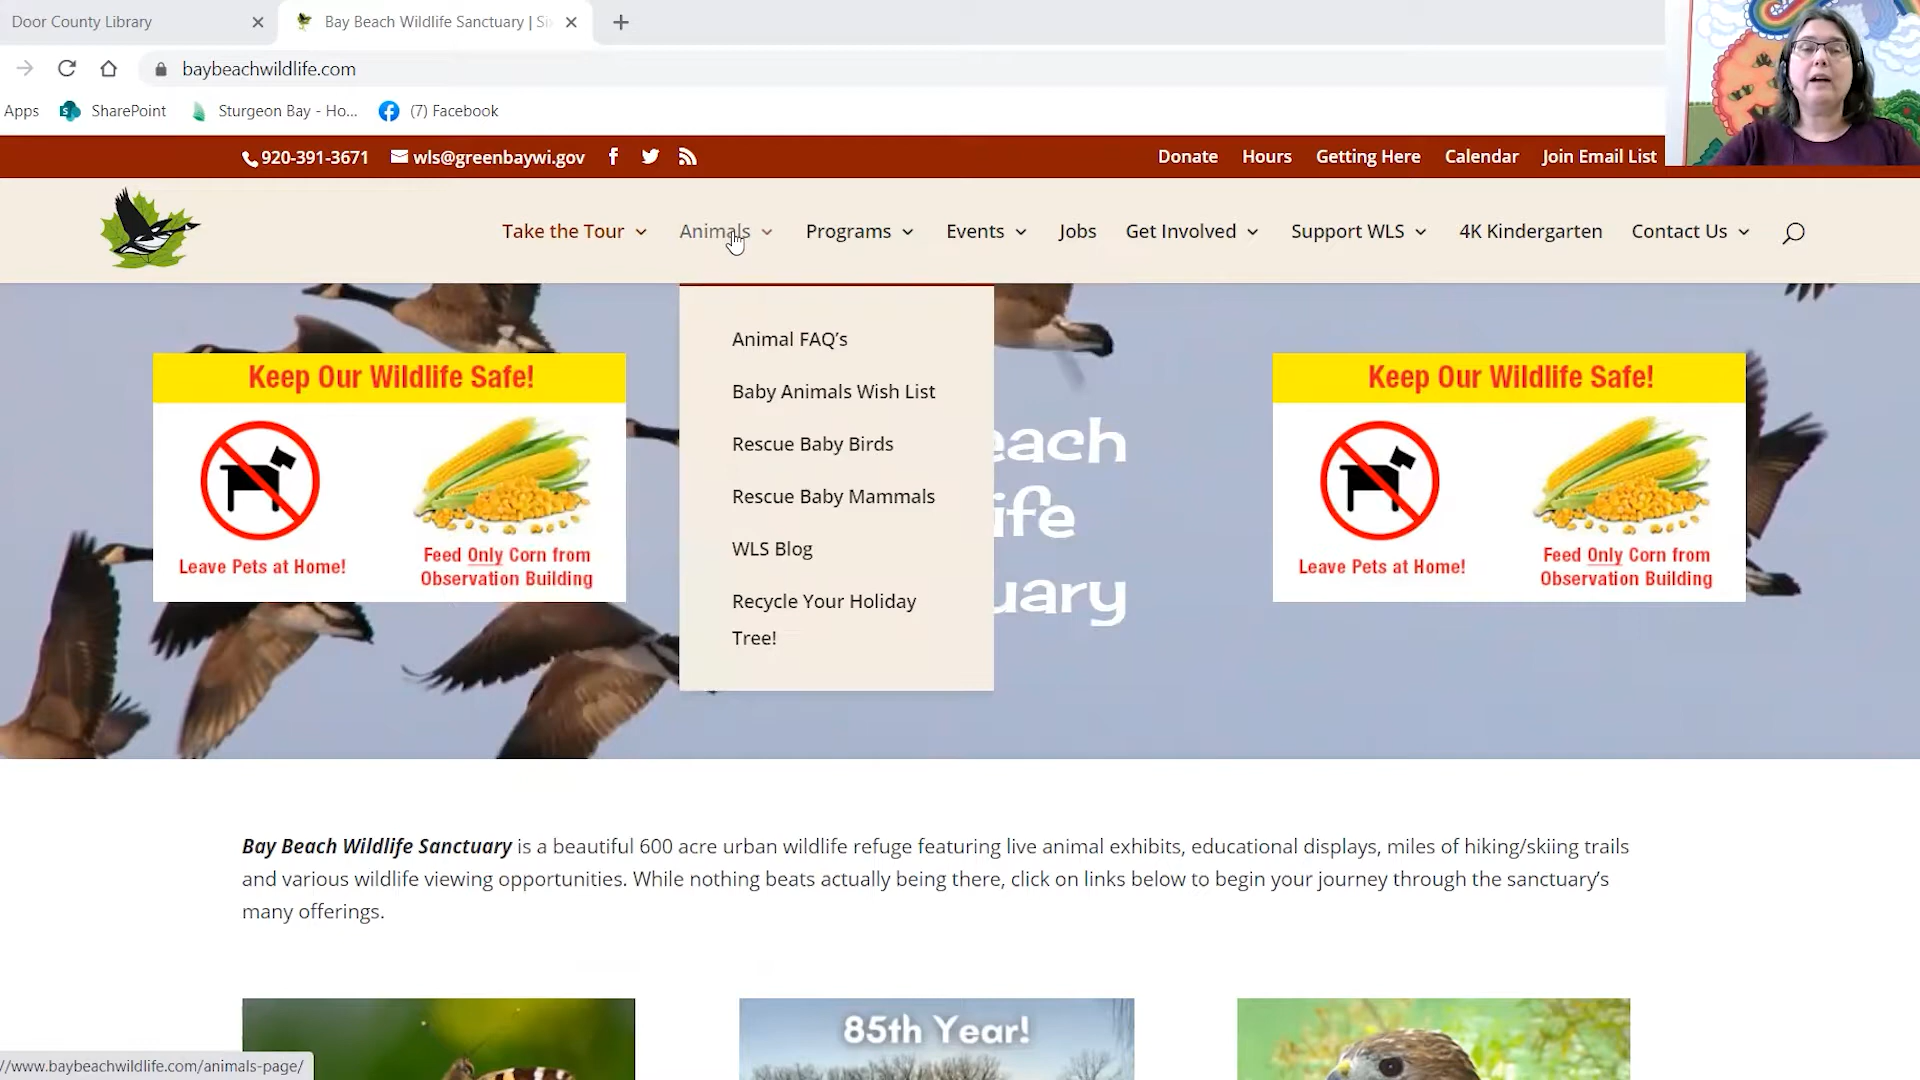 Door County Library
Bay Beach Wildlife Sanctuary | Si
baybeachwildlife.com
Apps SharePoint Sturgeon Bay - Ho... (7) Facebook
920-391-3671 wls@greenbaywi.gov Donate Hours Getting Here Calendar Join Email List
Take the Tour Animals Programs Events Jobs Get Involved Support WLS 4K Kindergarten Contact Us
Animal FAQ’s
Baby Animals Wish List
Rescue Baby Birds
Rescue Baby Mammals
WLS Blog
Recycle Your Holiday
Tree!
Keep Our Wildlife Safe!
Leave Pets at Home!
Feed Only Corn from
Observation Building
each
ife
uary
Keep Our Wildlife Safe!
Leave Pets at Home!
Feed Only Corn from
Observation Building
Bay Beach Wildlife Sanctuary is a beautiful 600 acre urban wildlife refuge featuring live animal exhibits, educational displays, miles of hiking/skiing trails
and various wildlife viewing opportunities. While nothing beats actually being there, click on links below to begin your journey through the sanctuary’s
many offerings.
85th Year!
//www.baybeachwildlife.com/animals-page/